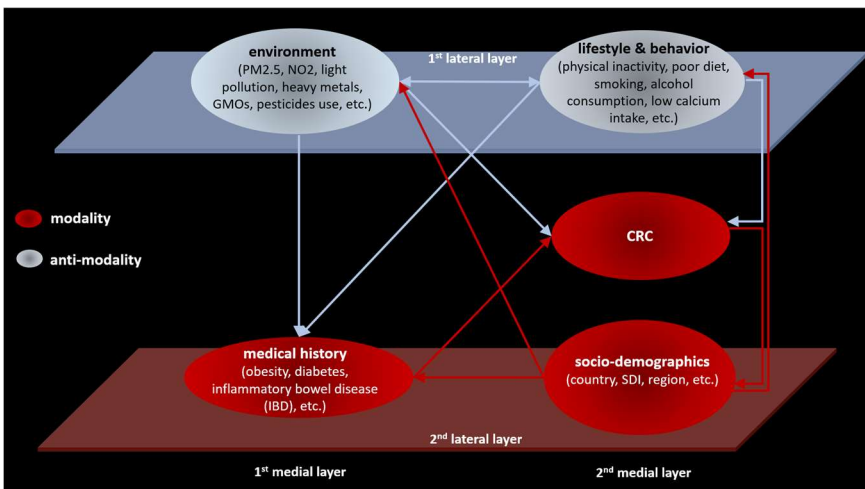 environment
(PM2.5, NO2, light
pollution, heavy metals,
GMOs, pesticides use, etc.)
1st lateral layer
lifestyle & behavior
(physical inactivity, poor diet,
smoking, alcohol
consumption, low calcium
intake, etc.)
modality
anti-modality
CRC
medical history
(obesity, diabetes,
inflammatory bowel disease
(IBD), etc.)
socio-demographics
(country, SDI, region, etc.)
2nd lateral layer
1st medial layer
2nd medial layer